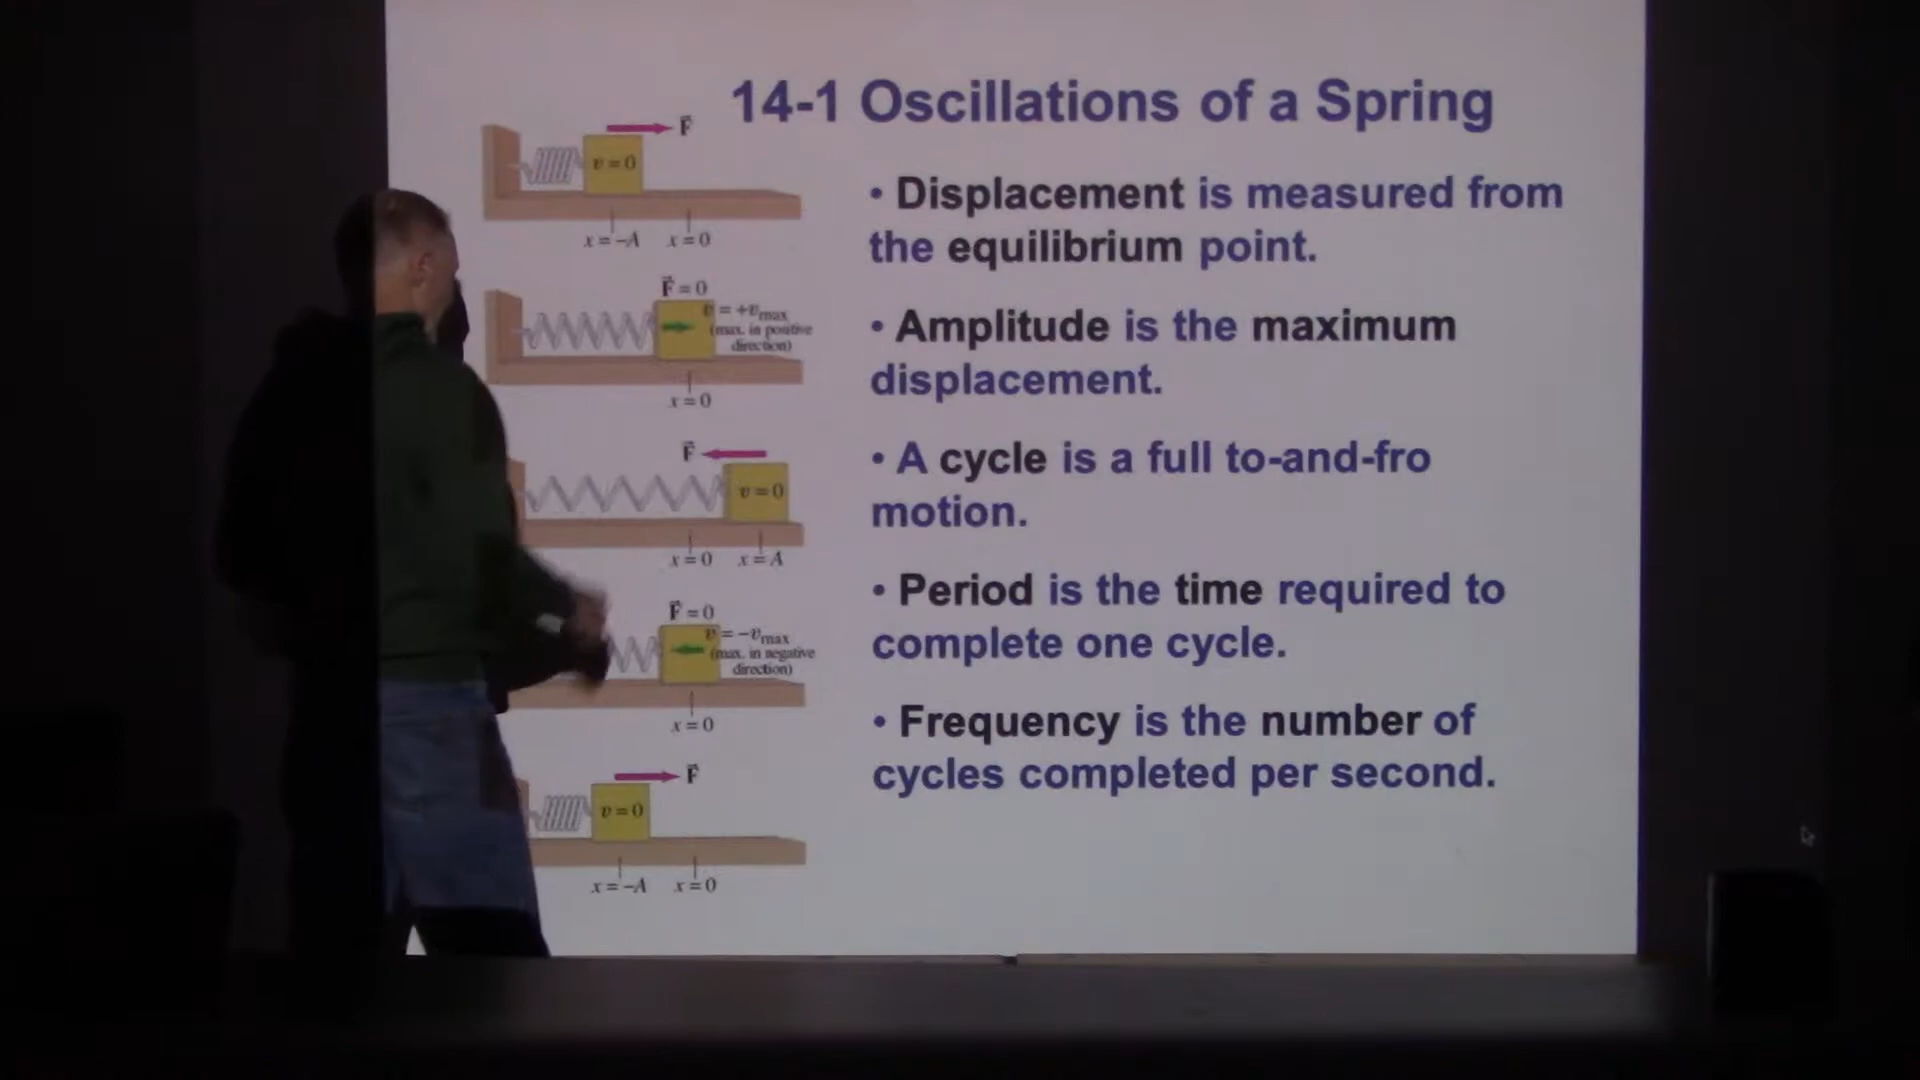 14-1 Oscillations of a Spring
F⃗
v = 0
x = –A x = 0
F⃗ = 0
v = +vmax
(max. in positive
direction)
x = 0
F⃗
v = 0
x = 0 x = A
F⃗ = 0
v = –vmax
(max. in negative
direction)
x = 0
F⃗
v = 0
x = –A x = 0
• Displacement is measured from
the equilibrium point.
• Amplitude is the maximum
displacement.
• A cycle is a full to-and-fro
motion.
• Period is the time required to
complete one cycle.
• Frequency is the number of
cycles completed per second.